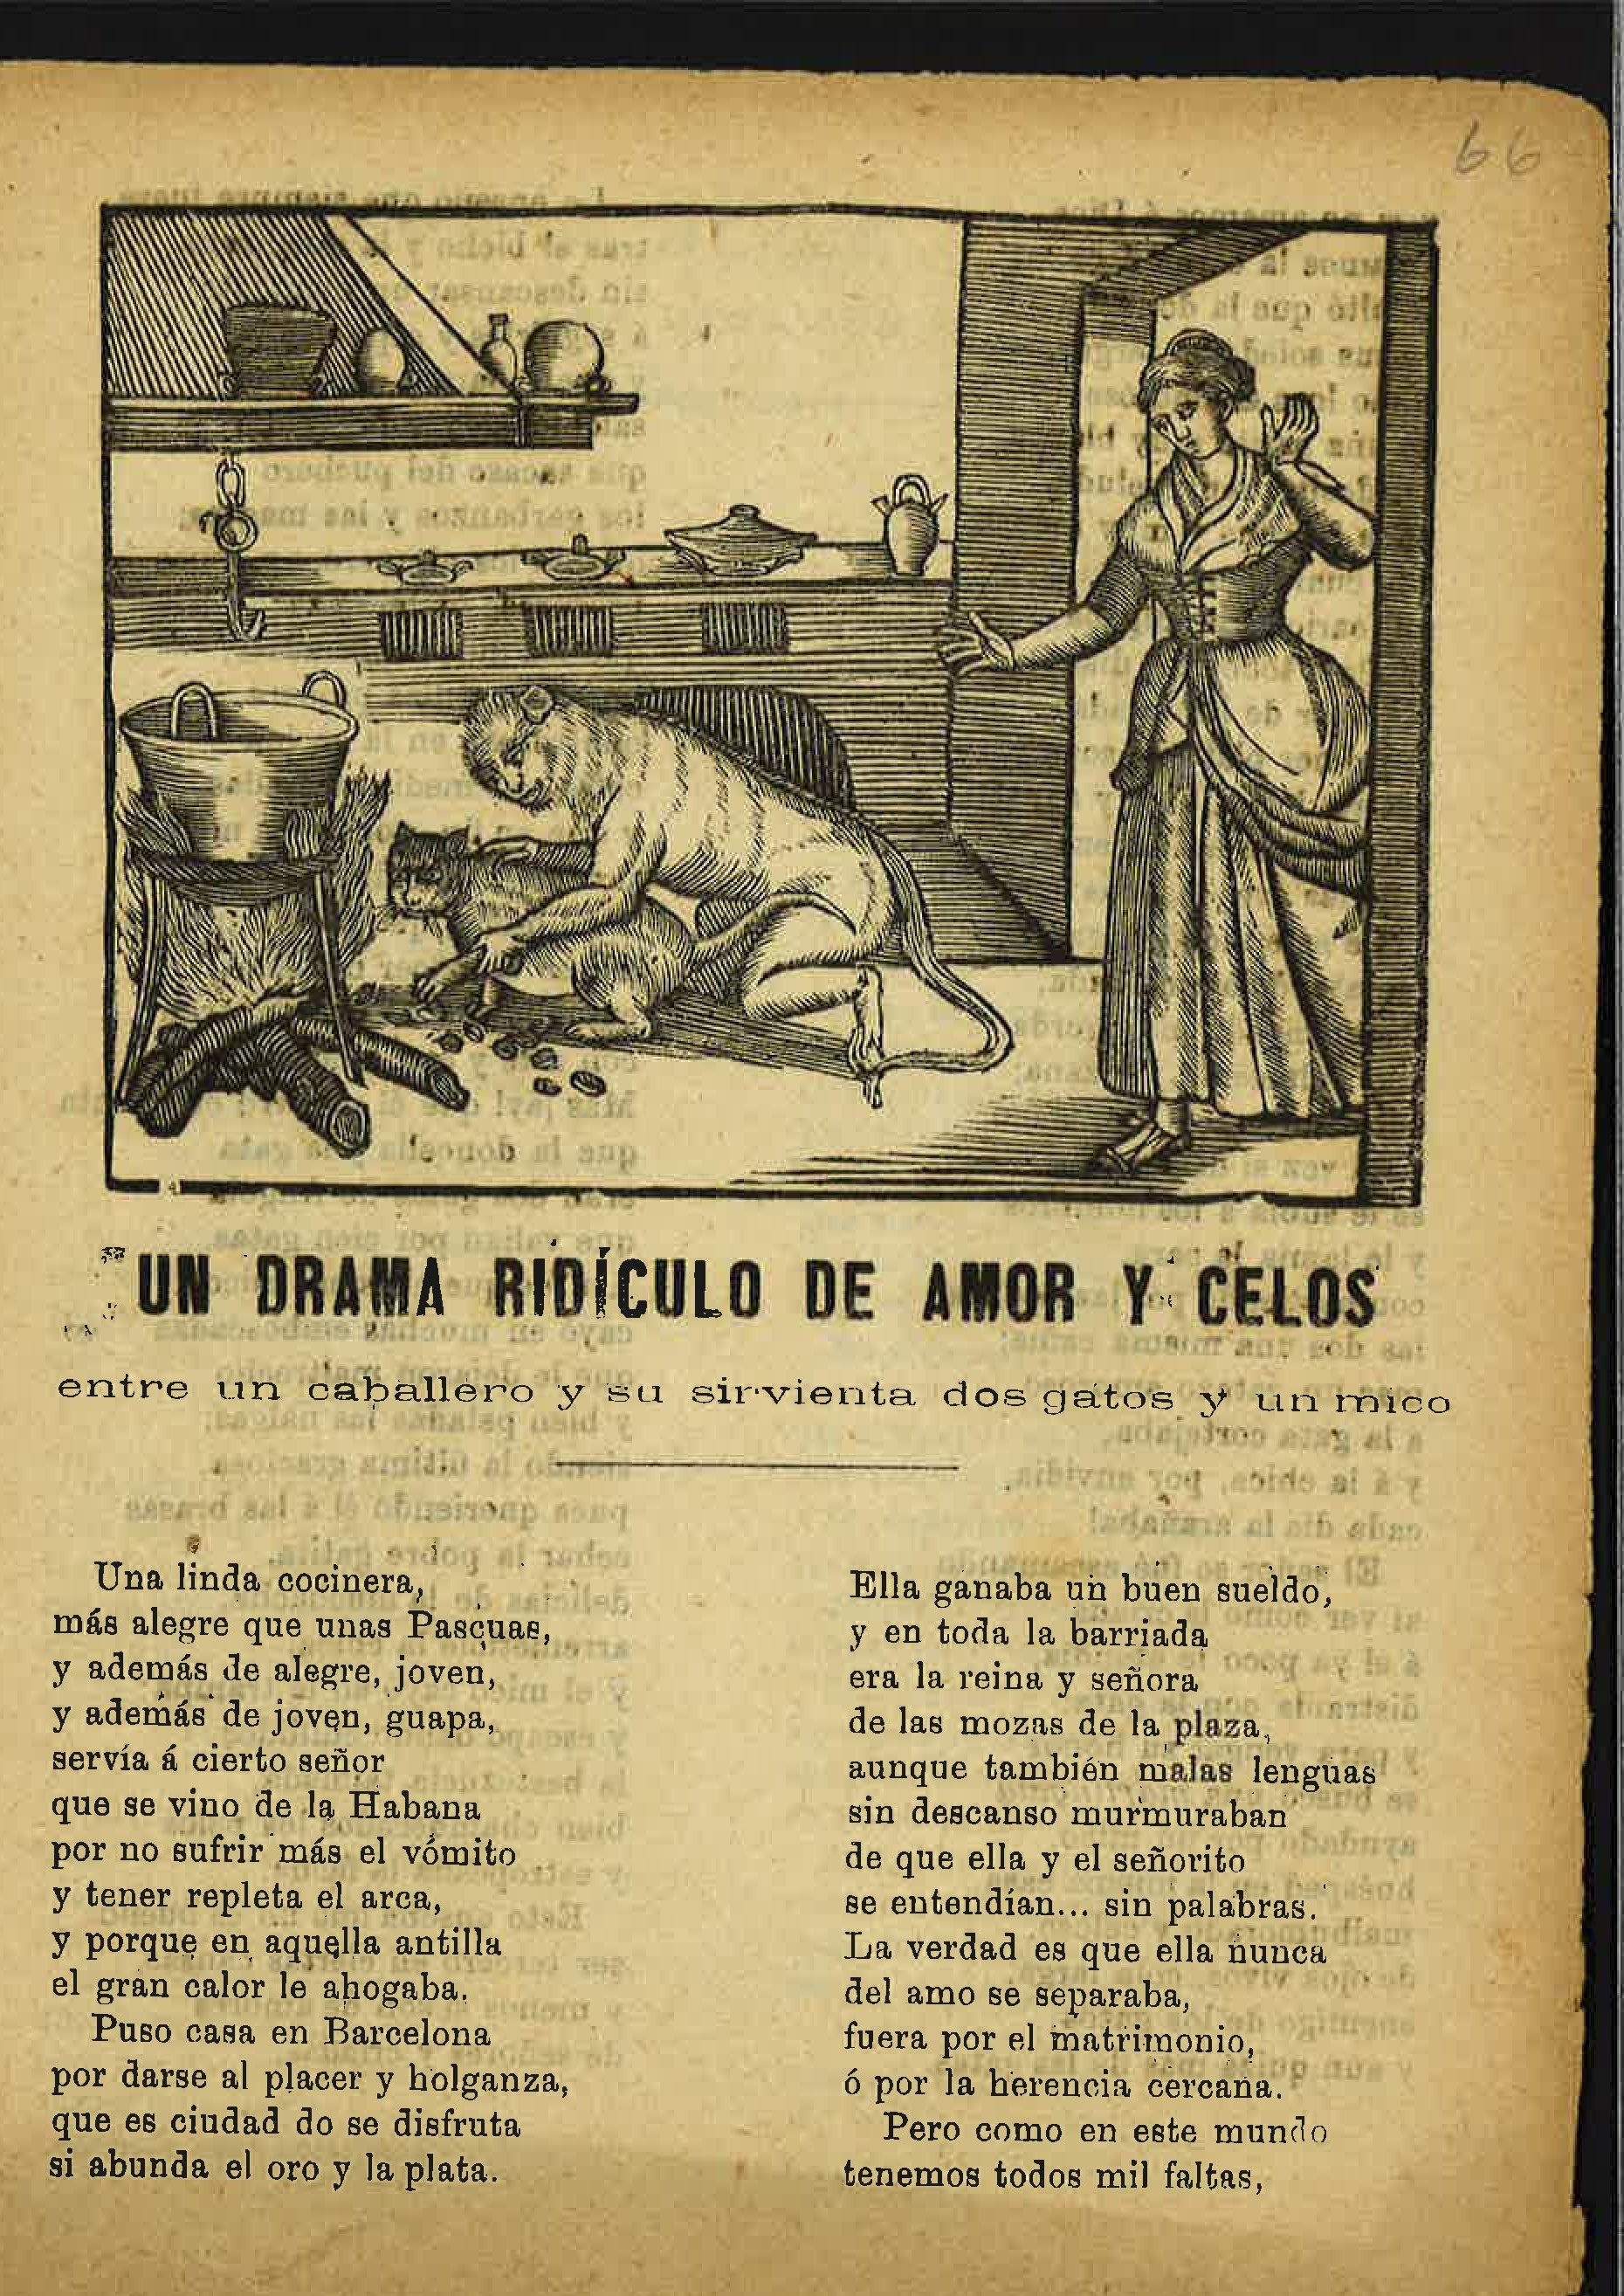 66
UN DRAMA RIDÍCULO DE AMOR Y CELOS
entre un caballero y su sirvienta dos gatos y un mico
Una linda cocinera,
más alegre que unas Pascuas,
y además de alegre, joven,
y además de joven, guapa,
servía á cierto señor
que se vino de la Habana
por no sufrir más el vómito
y tener repleta el arca,
y porque en aquella antilla
el gran calor le ahogaba.
Puso casa en Barcelona
por darse al placer y holganza,
que es ciudad do se disfruta
si abunda el oro y la plata.
Ella ganaba un buen sueldo,
y en toda la barriada
era la reina y señora
de las mozas de la plaza,
aunque también malas lenguas
sin descanso murmuraban
de que ella y el señorito
se entendían... sin palabras.
La verdad es que ella nunca
del amo se separaba,
fuera por el matrimonio,
ó por la herencia cercana.
Pero como en este mundo
tenemos todos mil faltas,